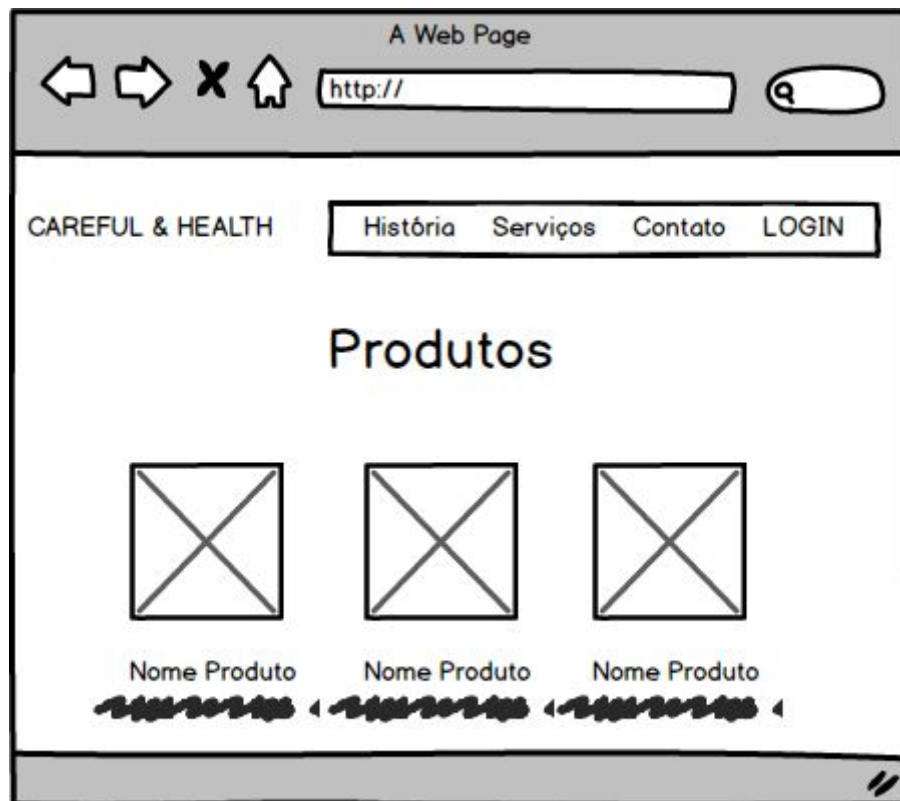 A Web Page
http://
CAREFUL & HEALTH História Serviços Contato LOGIN
Produtos
Nome Produto Nome Produto Nome Produto